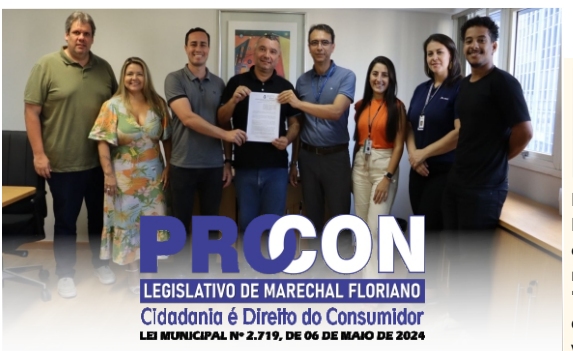 PROCON
LEGISLATIVO DE MARECHAL FLORIANO
Cidadania é Direito do Consumidor
LEI MUNICIPAL Nº 2.719, DE 06 DE MAIO DE 2024